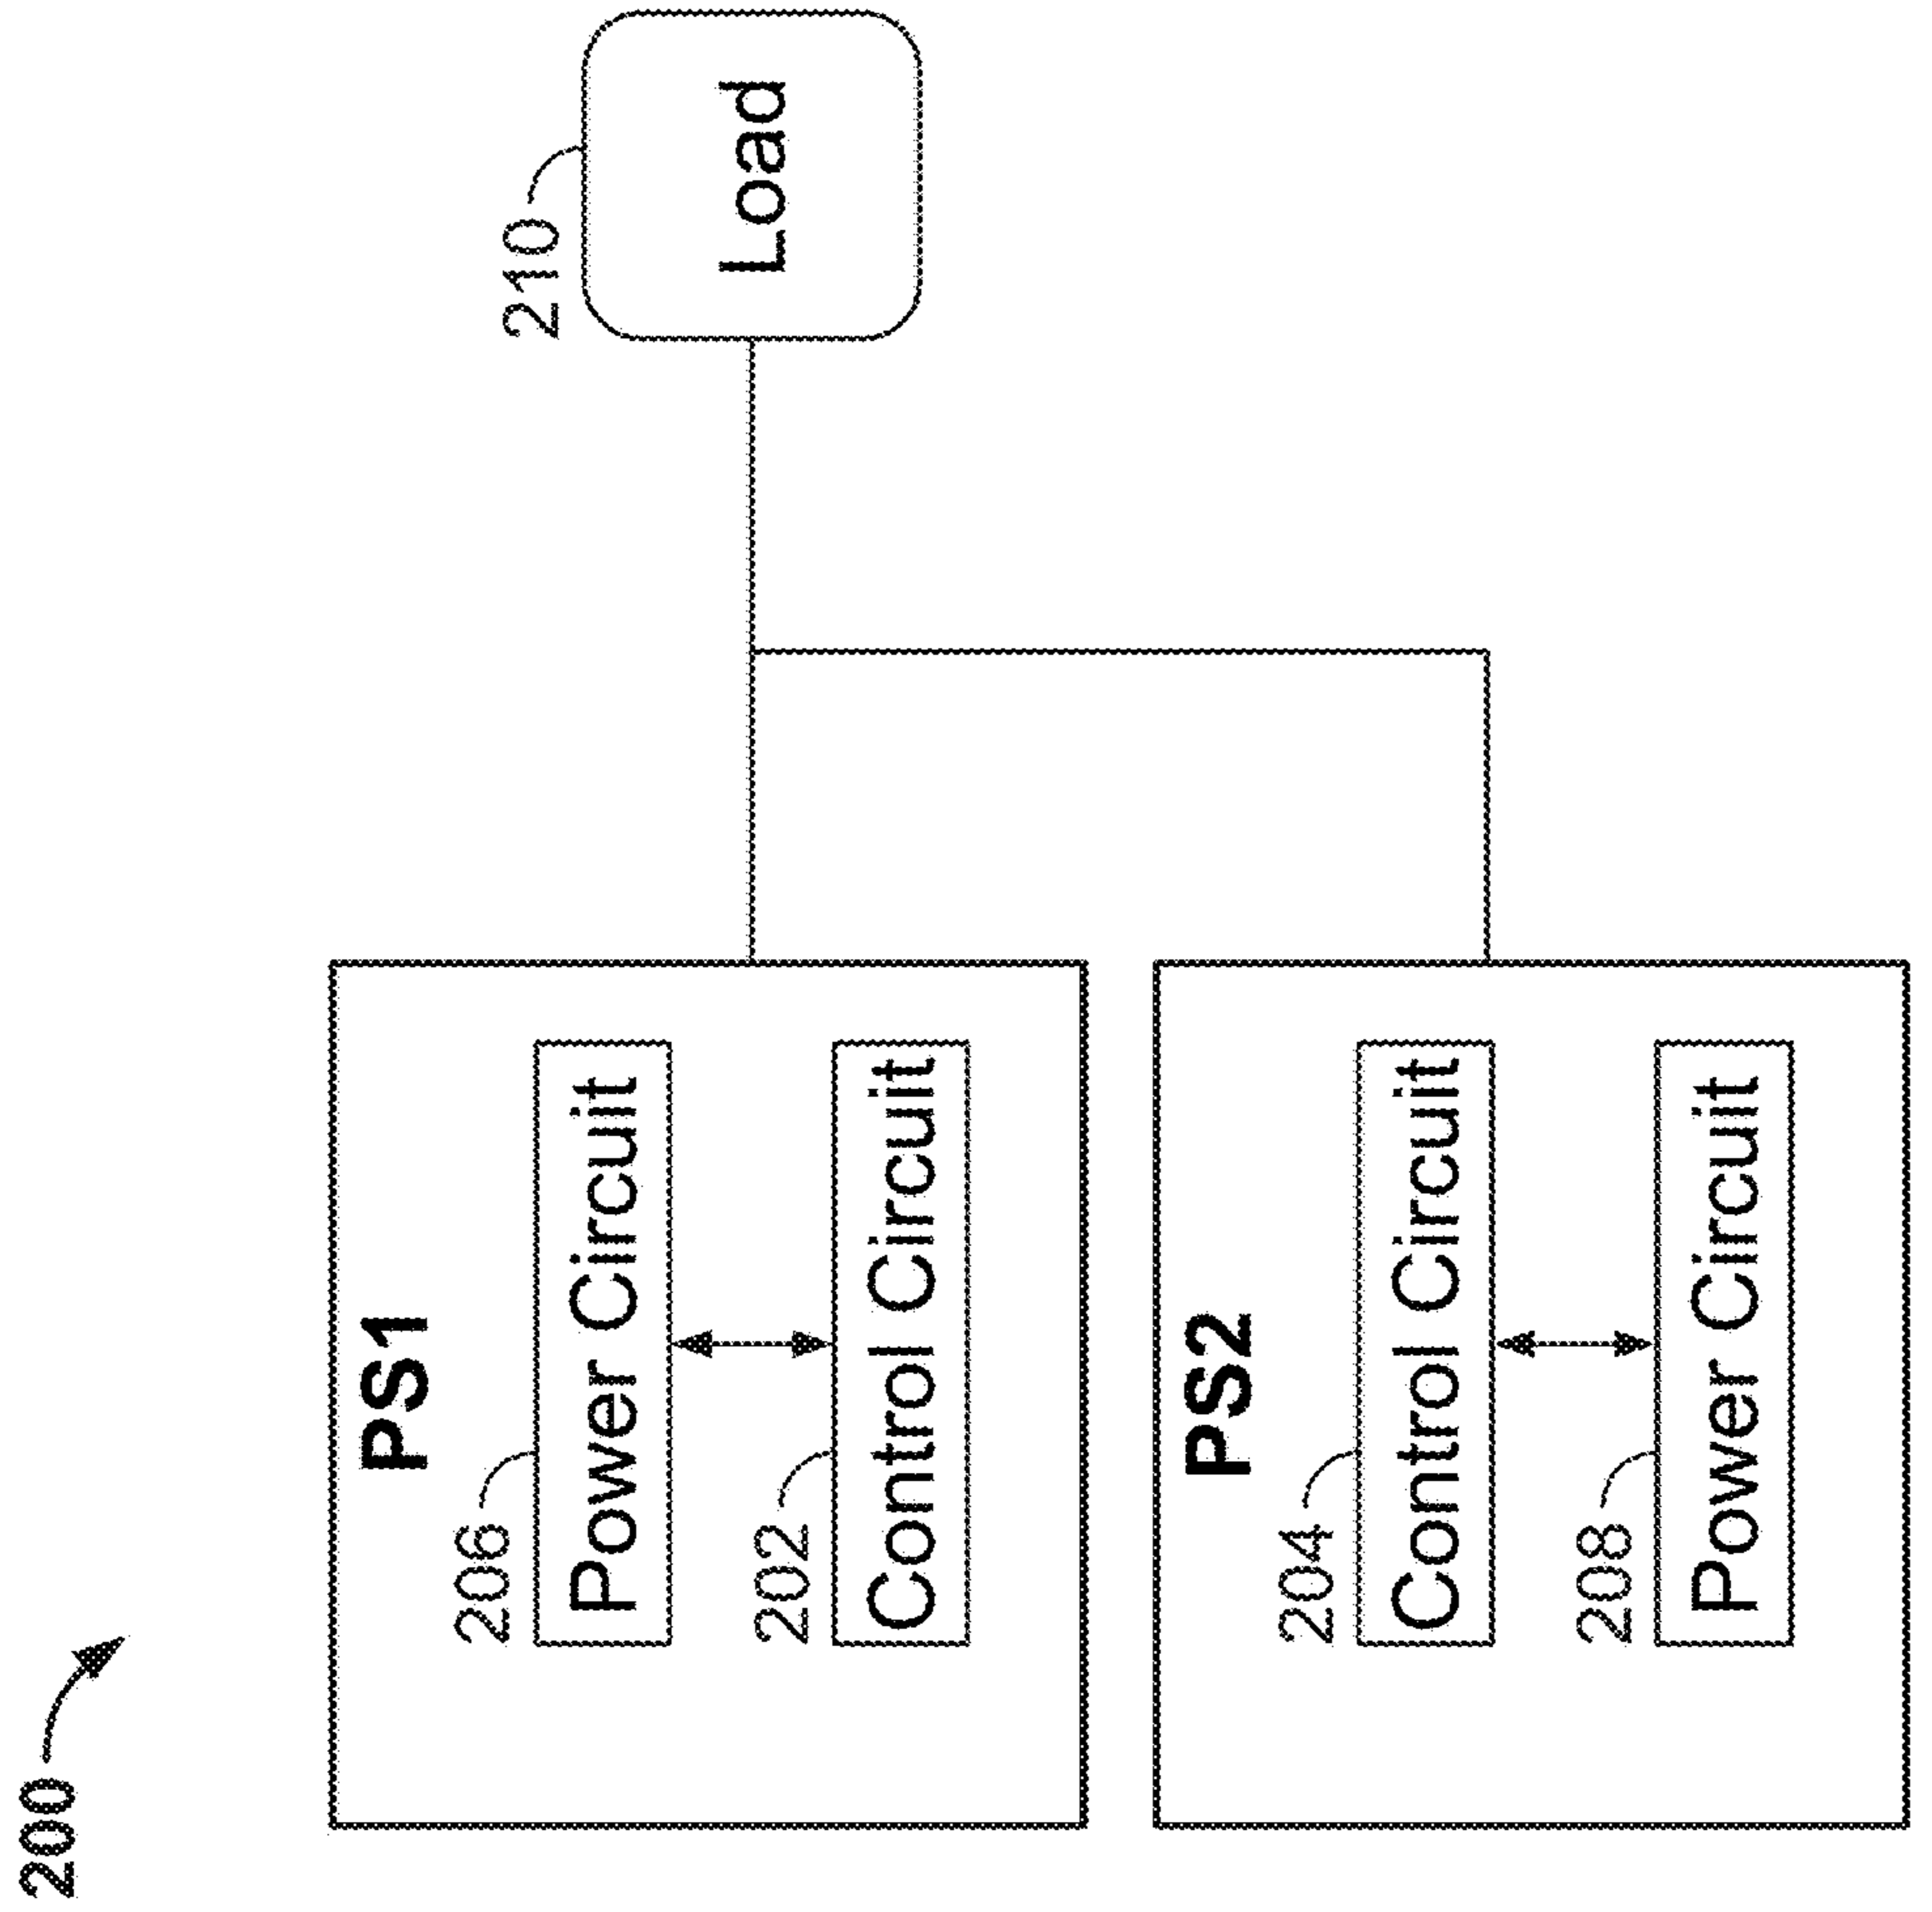 200
PS1
206
Power Circuit
202
Control Circuit
PS2
204
Control Circuit
208
Power Circuit
210
Load